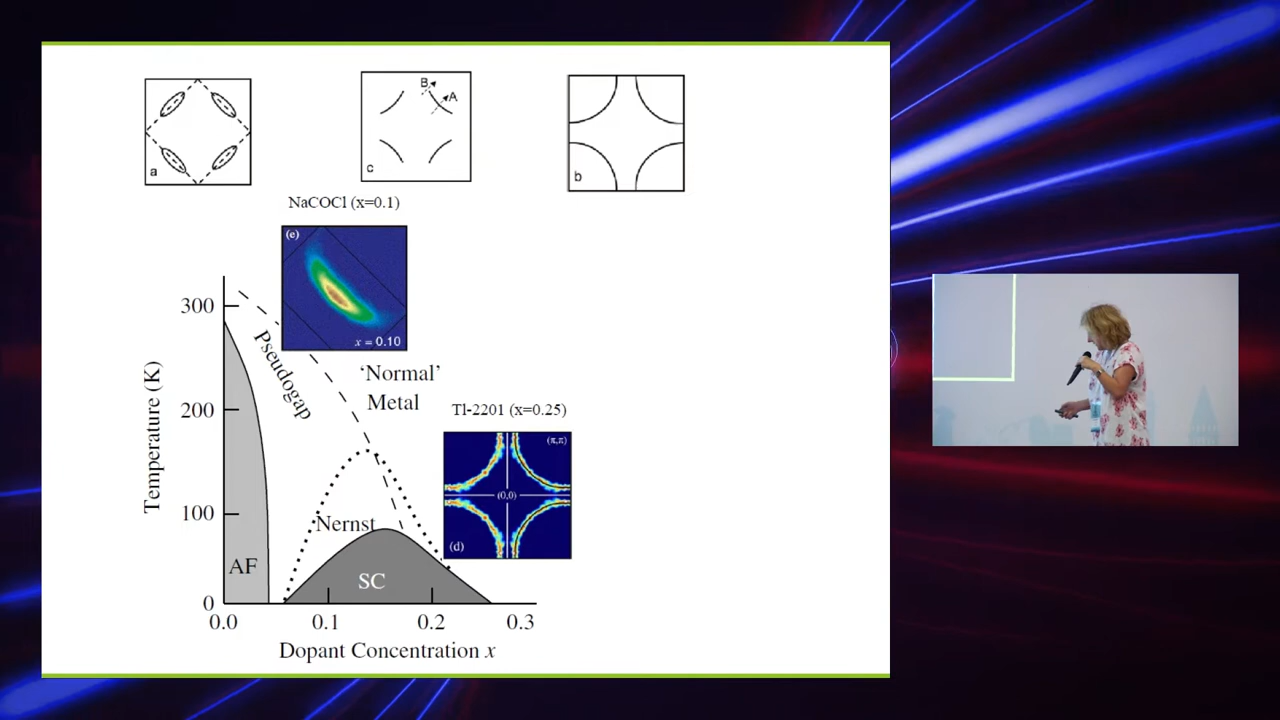 B
A
a
c
b
NaCOCl (x=0.1)
(e)
x = 0.10
300
200
100
0
Temperature (K)
Pseudogap
'Normal'
Metal
Tl-2201 (x=0.25)
(π,π)
(0,0)
(d)
Nernst
AF
SC
0.0
0.1
0.2
0.3
Dopant Concentration x